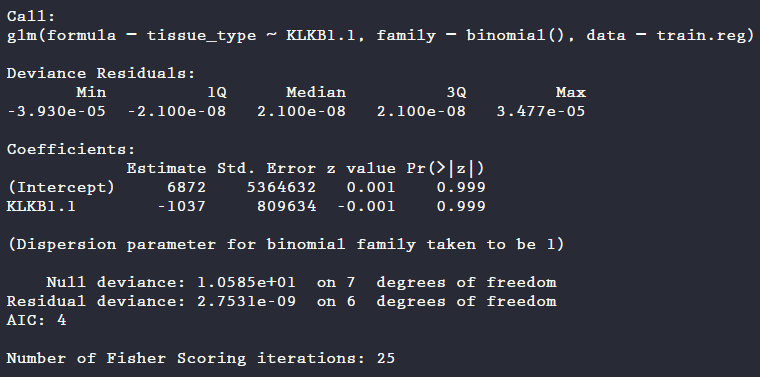 Call:
glm(formula — tissue_type ~ KLKB1.1, family — binomial(), data — train.reg)
Deviance Residuals:
Min 1Q Median 3Q Max
-3.930e-05 -2.100e-08 2.100e-08 2.100e-08 3.477e-05
Coefficients:
Estimate Std. Error z value Pr(>|z|)
(Intercept) 6872 5364632 0.001 0.999
KLKB1.1 -1037 809634 -0.001 0.999
(Dispersion parameter for binomial family taken to be 1)
Null deviance: 1.0585e+01 on 7 degrees of freedom
Residual deviance: 2.7531e-09 on 6 degrees of freedom
AIC: 4
Number of Fisher Scoring iterations: 25